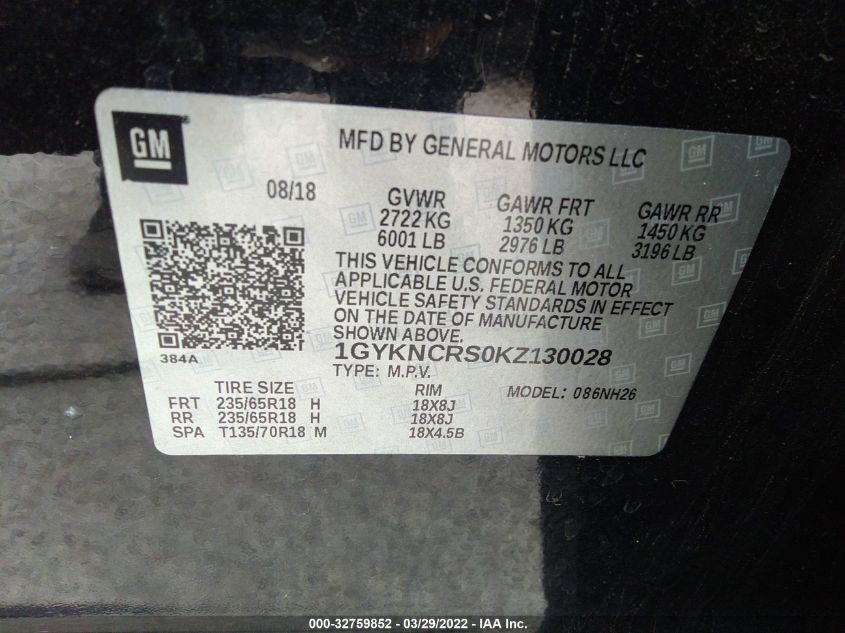 GM
MFD BY GENERAL MOTORS LLC
08/18
GVWR
2722 KG
6001 LB
GAWR FRT
1350 KG
2976 LB
GAWR RR
1450 KG
3196 LB
THIS VEHICLE CONFORMS TO ALL
APPLICABLE U.S. FEDERAL MOTOR
VEHICLE SAFETY STANDARDS IN EFFECT
ON THE DATE OF MANUFACTURE
SHOWN ABOVE.
384A
1GYKNCRS0KZ130028
TYPE: M.P.V.
MODEL: 086NH26
TIRE SIZE RIM
FRT 235/65R18 H 18X8J
RR 235/65R18 H 18X8J
SPA T135/70R18 M 18X4.5B
000-32759852 - 03/29/2022 - IAA Inc.